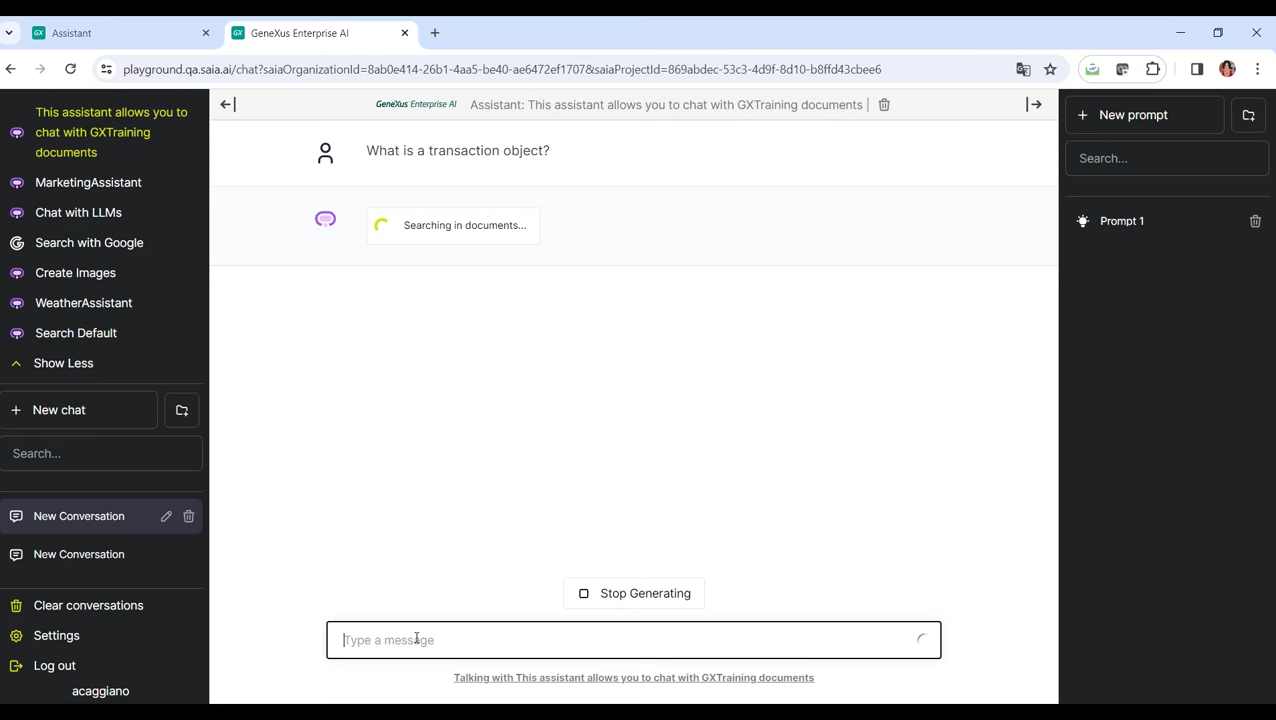 Assistant
GeneXus Enterprise AI
playground.qa.saia.ai/chat?saiaOrganizationId=8ab0e414-26b1-4aa5-be40-ae6472ef1707&saiaProjectId=869abdec-53c3-4d9f-8d10-b8ffd43cbee6
This assistant allows you to
chat with GXTraining
documents
MarketingAssistant
Chat with LLMs
Search with Google
Create Images
WeatherAssistant
Search Default
Show Less
New chat
Search...
New Conversation
New Conversation
Clear conversations
Settings
Log out
acaggiano
GeneXus Enterprise AI Assistant: This assistant allows you to chat with GXTraining documents |
What is a transaction object?
Searching in documents...
Stop Generating
Type a message
Talking with This assistant allows you to chat with GXTraining documents
New prompt
Search...
Prompt 1